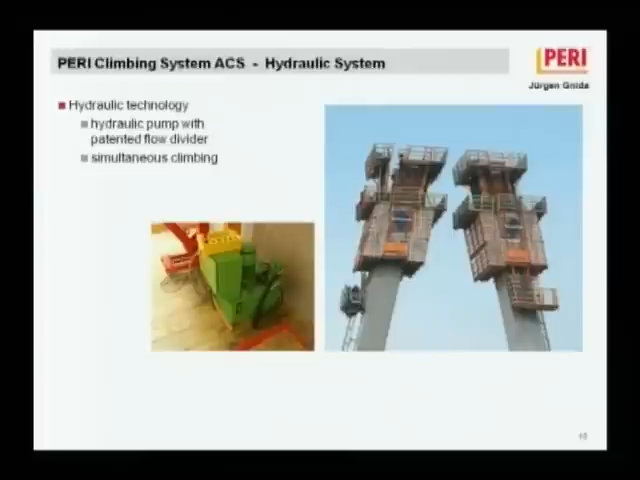 PERI Climbing System ACS - Hydraulic System
PERI
Jürgen Gnida
Hydraulic technology
hydraulic pump with
patented flow divider
simultaneous climbing